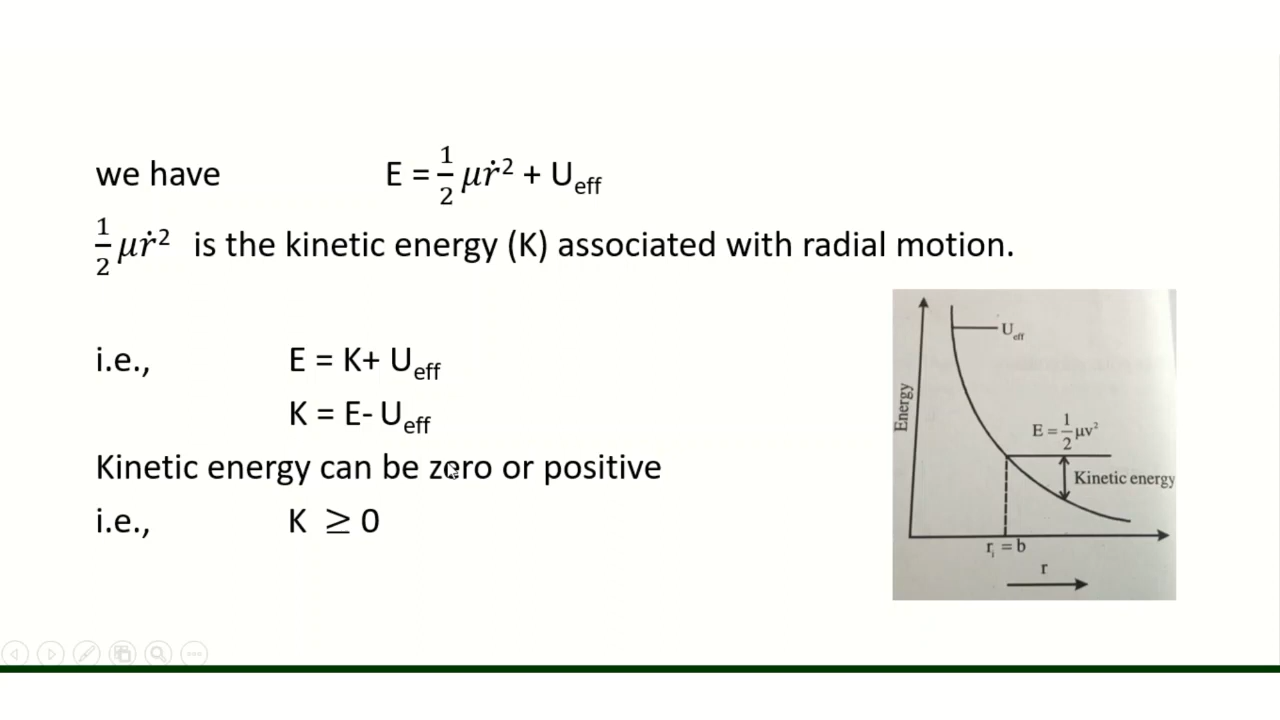 we have E = 1/2 μṙ² + U_eff
1/2 μṙ² is the kinetic energy (K) associated with radial motion.
i.e., E = K+ U_eff
K = E- U_eff
Kinetic energy can be zero or positive
i.e., K ≥ 0
U_eff
Energy
E = 1/2 μv²
Kinetic energy
r_i = b
r